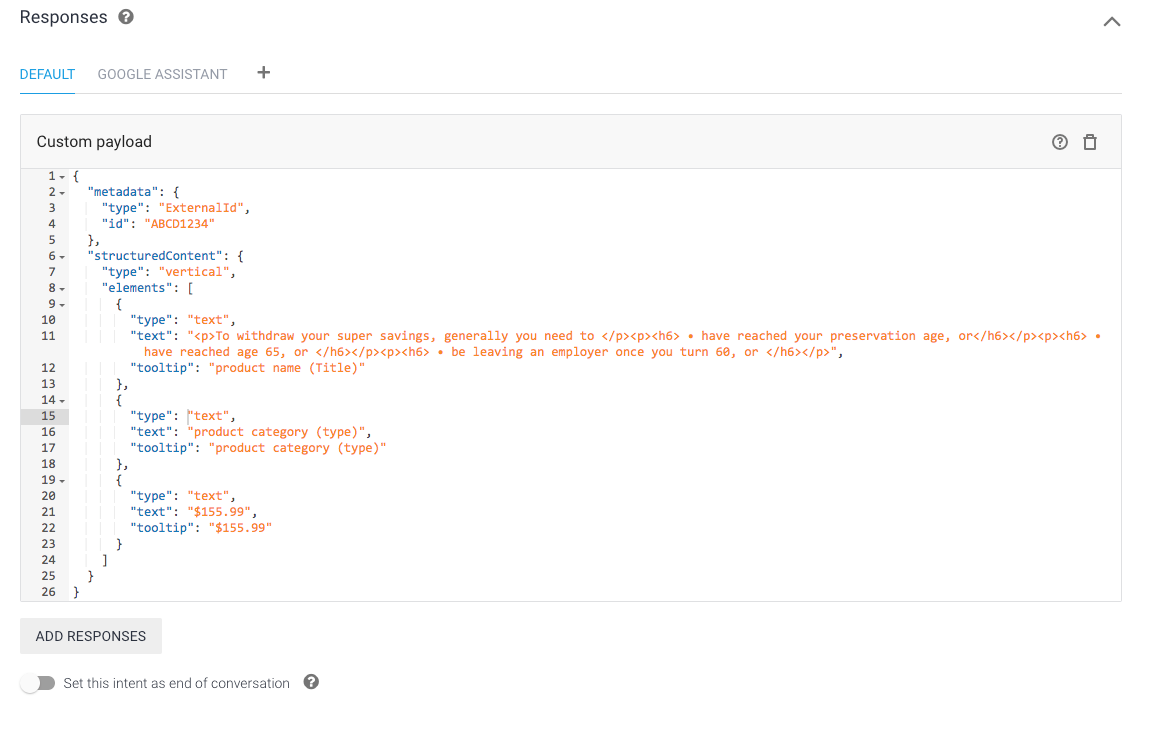 Responses ?
DEFAULT GOOGLE ASSISTANT +
Custom payload ?
1 {
2 "metadata": {
3 "type": "ExternalId",
4 "id": "ABCD1234"
5 },
6 "structuredContent": {
7 "type": "vertical",
8 "elements": [
9 {
10 "type": "text",
11 "text": "<p>To withdraw your super savings, generally you need to </p><p><h6> • have reached your preservation age, or</h6></p><p><h6> •
have reached age 65, or </h6></p><p><h6> • be leaving an employer once you turn 60, or </h6></p>",
12 "tooltip": "product name (Title)"
13 },
14 {
15 "type": "text",
16 "text": "product category (type)",
17 "tooltip": "product category (type)"
18 },
19 {
20 "type": "text",
21 "text": "$155.99",
22 "tooltip": "$155.99"
23 }
24 ]
25 }
26 }
ADD RESPONSES
Set this intent as end of conversation ?